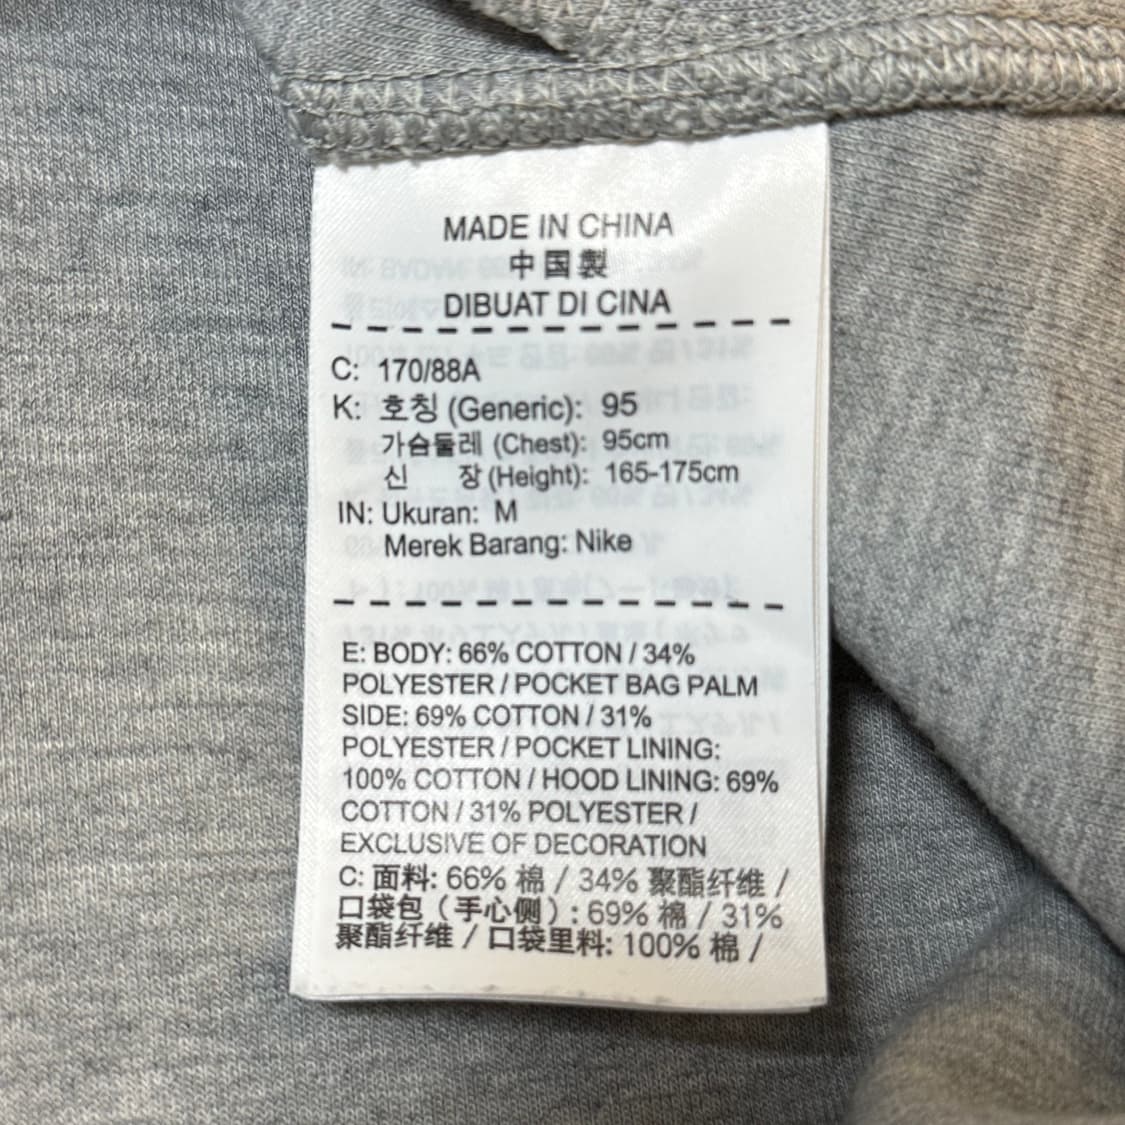 MADE IN CHINA
中国製
DIBUAT DI CINA
C: 170/88A
K: 호칭 (Generic): 95
가슴둘레 (Chest): 95cm
신 장 (Height): 165-175cm
IN: Ukuran: M
Merek Barang: Nike
E: BODY: 66% COTTON / 34%
POLYESTER / POCKET BAG PALM
SIDE: 69% COTTON / 31%
POLYESTER / POCKET LINING:
100% COTTON / HOOD LINING: 69%
COTTON / 31% POLYESTER /
EXCLUSIVE OF DECORATION
C: 面料: 66% 棉 / 34% 聚酯纤维 /
口袋包（手心侧）: 69% 棉 / 31%
聚酯纤维 / 口袋里料: 100% 棉 /